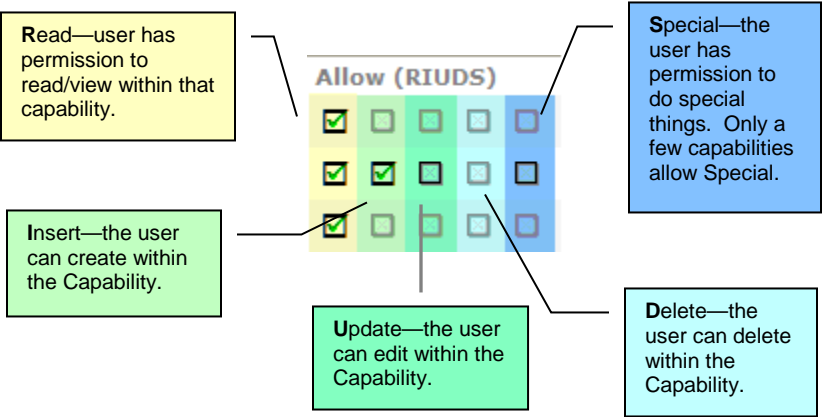 Read—user has
permission to
read/view within that
capability.
Special—the
user has
permission to
do special
things.  Only a
few capabilities
allow Special.
Allow (RIUDS)
Insert—the user
can create within
the Capability.
Update—the user
can edit within the
Capability.
Delete—the
user can delete
within the
Capability.